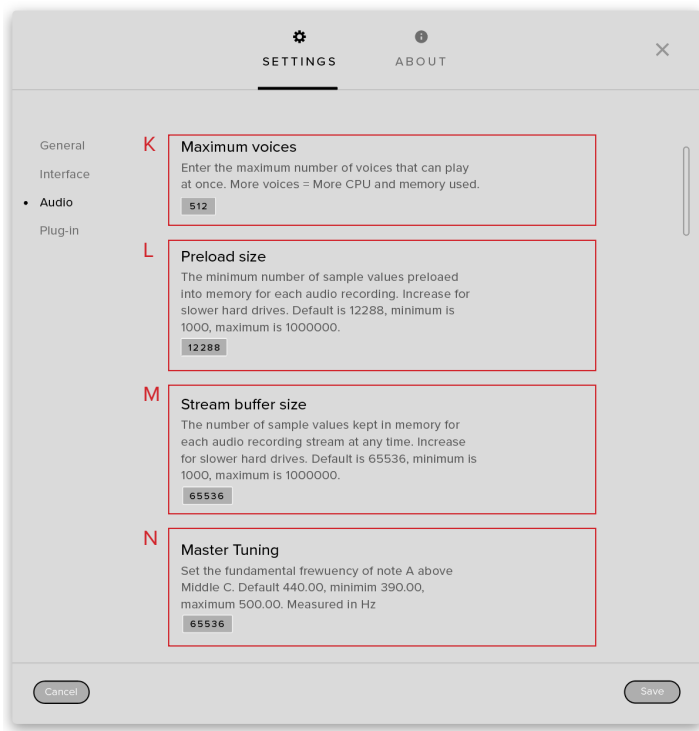 SETTINGS
ABOUT
General
Interface
Audio
Plug-in
K
Maximum voices
Enter the maximum number of voices that can play
at once. More voices = More CPU and memory used.
512
L
Preload size
The minimum number of sample values preloaed
into memory for each audio recording. Increase for
slower hard drives. Default is 12288, minimum is
1000, maximum is 1000000.
12288
M
Stream buffer size
The number of sample values kept in memory for
each audio recording stream at any time. Increase
for slower hard drives. Default is 65536, minimum is
1000, maximum is 1000000.
65536
N
Master Tuning
Set the fundamental frewuency of note A above
Middle C. Default 440.00, minimim 390.00,
maximum 500.00. Measured in Hz
65536
Cancel
Save